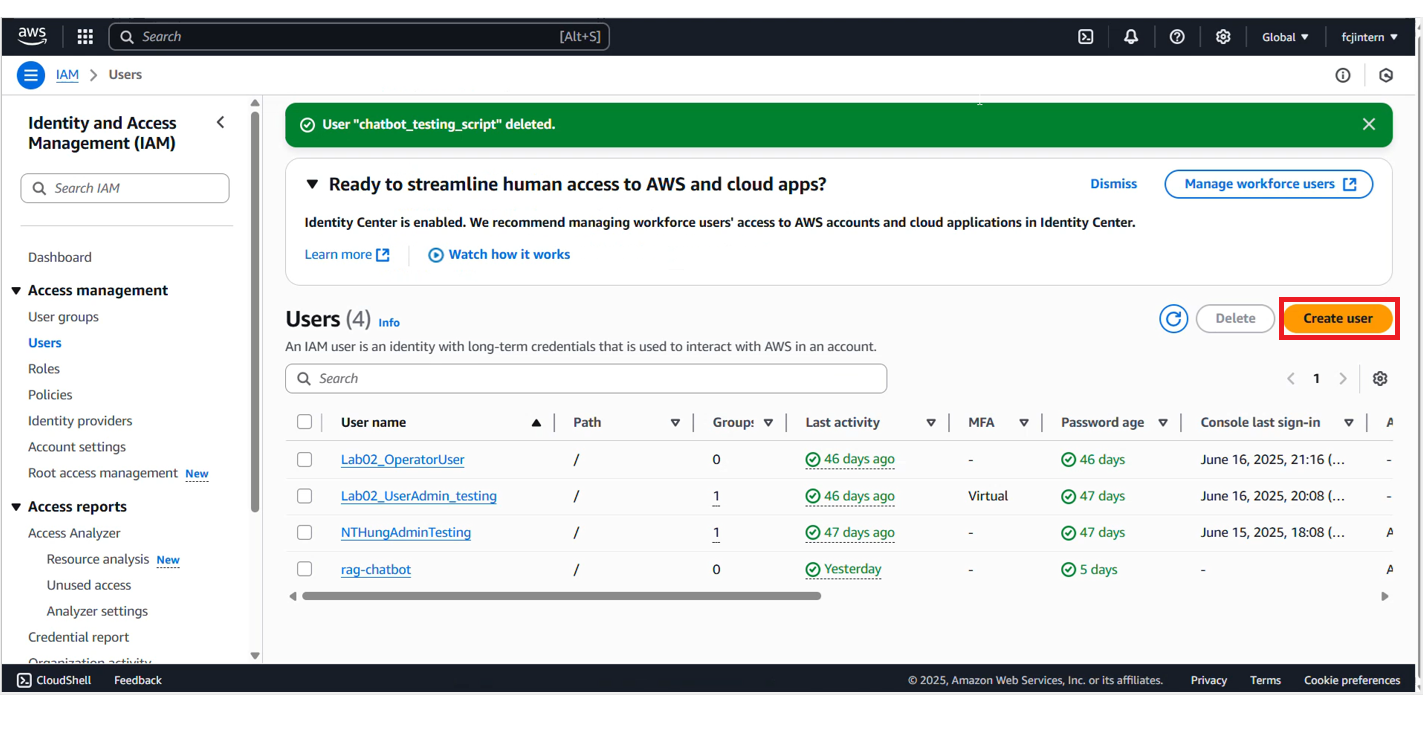 aws Search [Alt+S] Global fcjintern
IAM Users
Identity and Access
Management (IAM)
Search IAM
Dashboard
Access management
User groups
Users
Roles
Policies
Identity providers
Account settings
Root access management New
Access reports
Access Analyzer
Resource analysis New
Unused access
Analyzer settings
Credential report
Organization activity
User "chatbot_testing_script" deleted.
Ready to streamline human access to AWS and cloud apps? Dismiss Manage workforce users
Identity Center is enabled. We recommend managing workforce users' access to AWS accounts and cloud applications in Identity Center.
Learn more Watch how it works
Users (4) Info Delete Create user
An IAM user is an identity with long-term credentials that is used to interact with AWS in an account.
Search 1
User name Path Group: Last activity MFA Password age Console last sign-in A
Lab02_OperatorUser / 0 46 days ago - 46 days June 16, 2025, 21:16 (... -
Lab02_UserAdmin_testing / 1 46 days ago Virtual 47 days June 16, 2025, 20:08 (... -
NTHungAdminTesting / 1 47 days ago - 47 days June 15, 2025, 18:08 (... A
rag-chatbot / 0 Yesterday - 5 days - A
CloudShell Feedback © 2025, Amazon Web Services, Inc. or its affiliates. Privacy Terms Cookie preferences